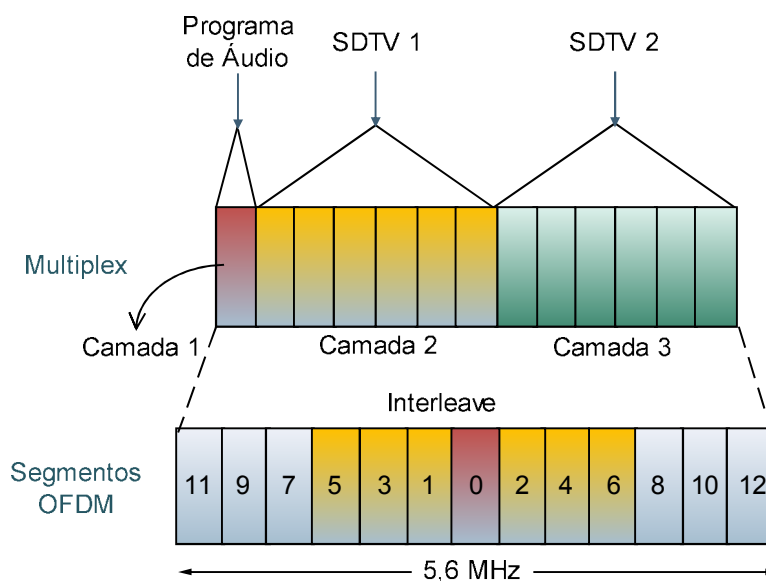 Programa
de Áudio
SDTV 1
SDTV 2
Multiplex
Camada 1
Camada 2
Camada 3
Interleave
Segmentos
OFDM
11 9 7 5 3 1 0 2 4 6 8 10 12
5,6 MHz